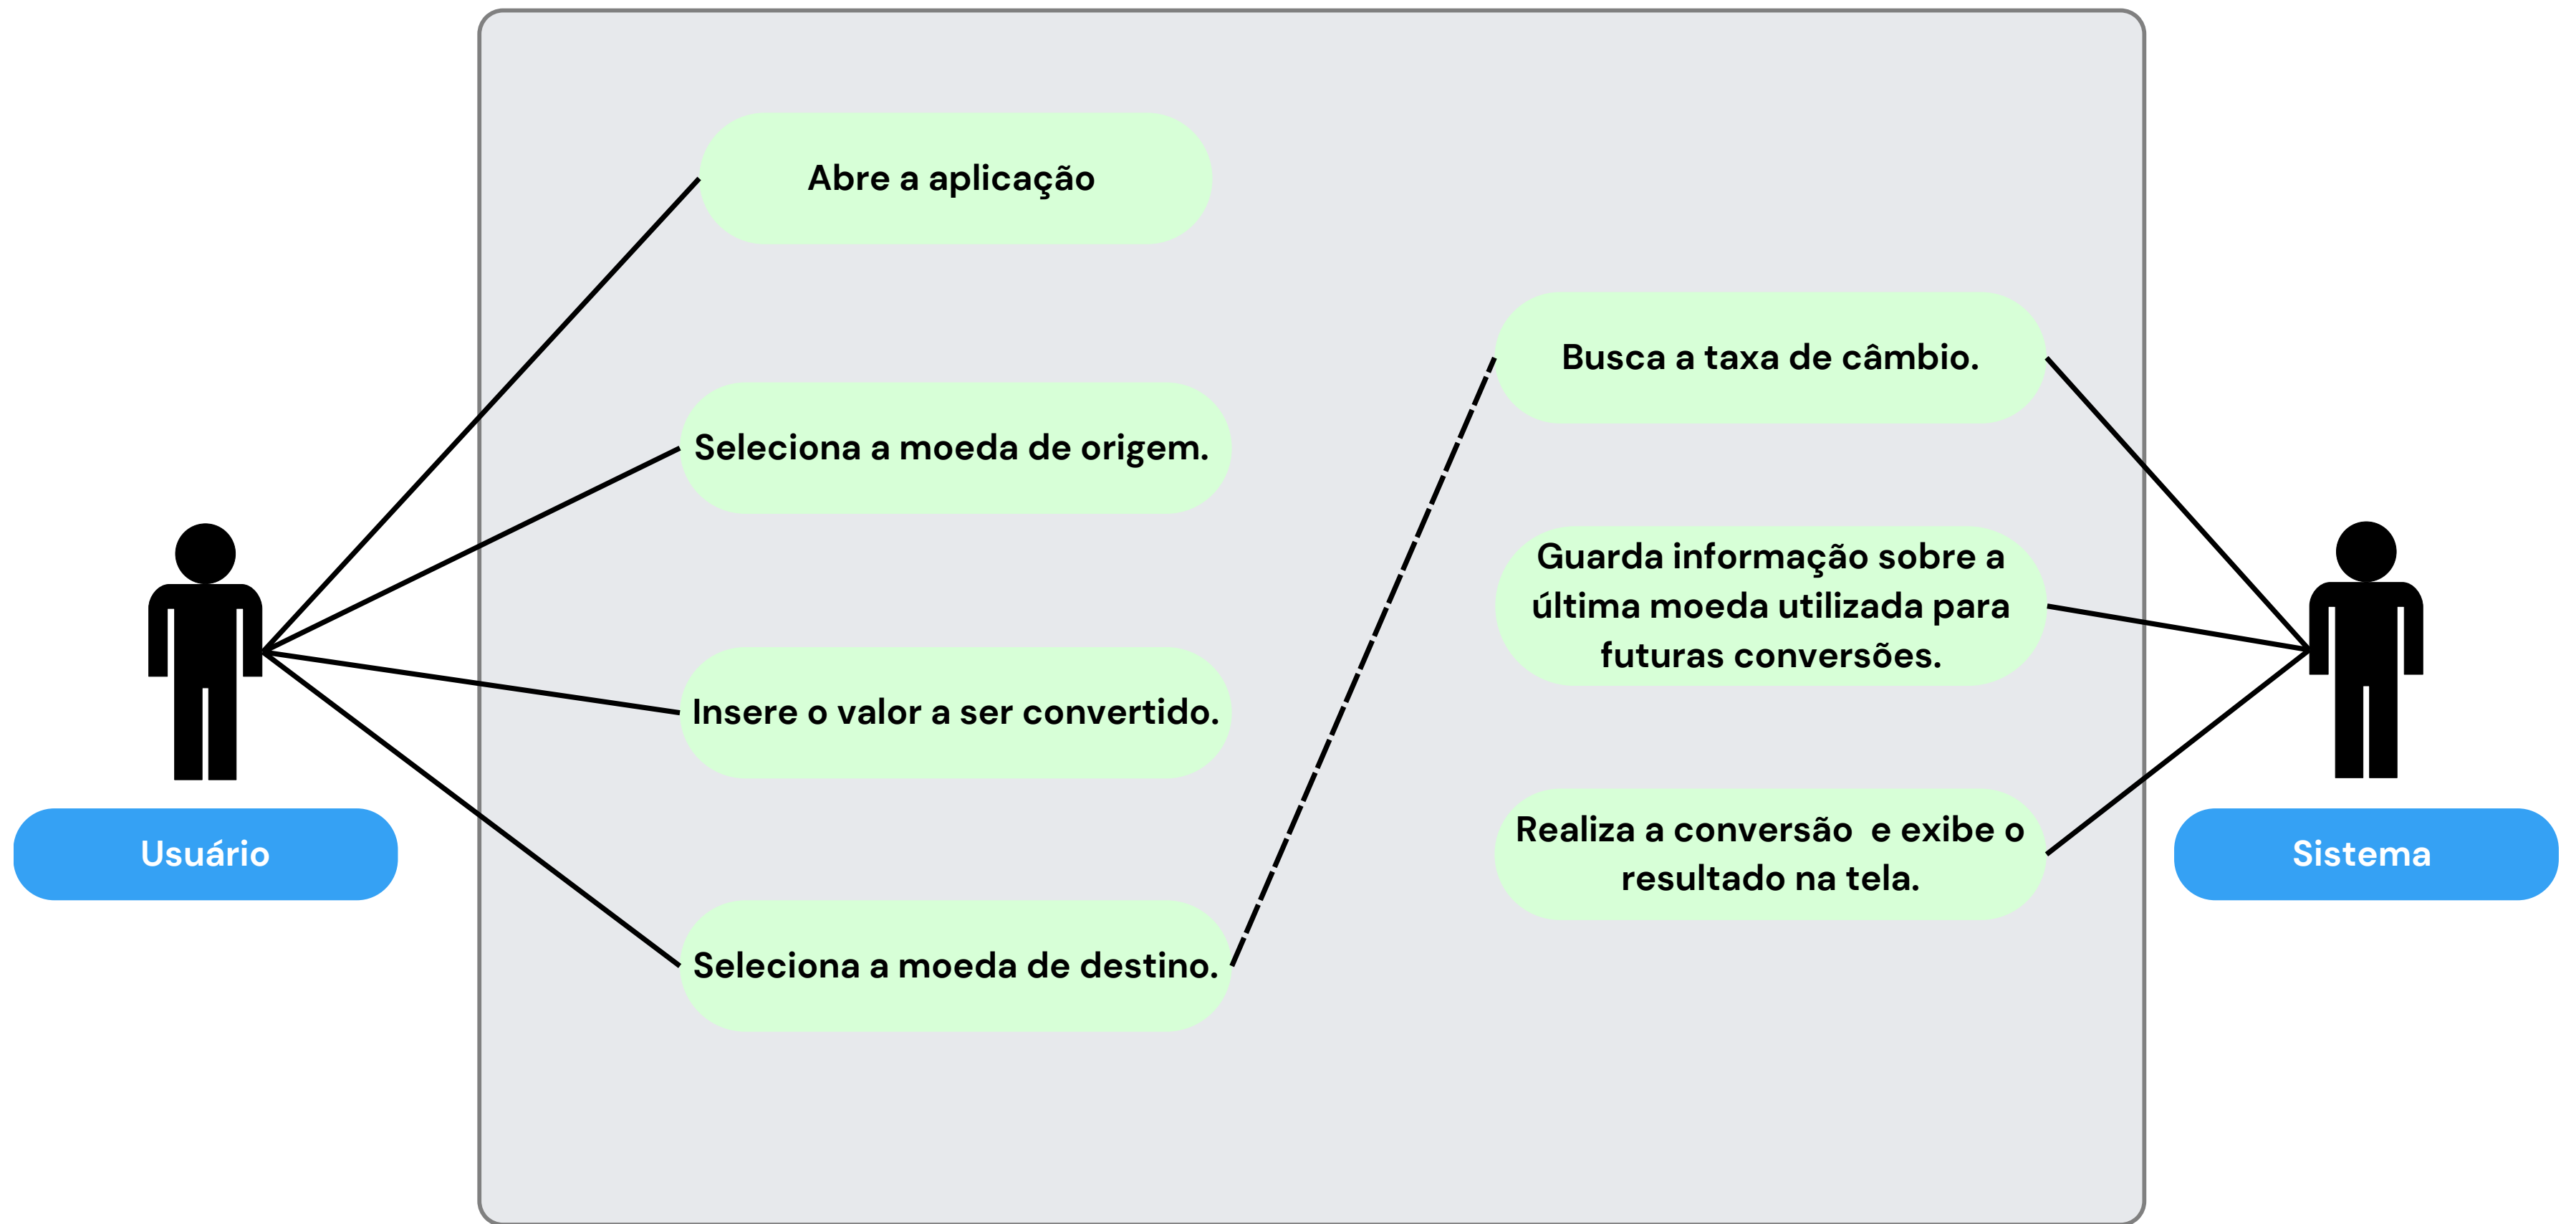 Abre a aplicação
Seleciona a moeda de origem.
Insere o valor a ser convertido.
Seleciona a moeda de destino.
Busca a taxa de câmbio.
Guarda informação sobre a
última moeda utilizada para
futuras conversões.
Realiza a conversão  e exibe o
resultado na tela.
Usuário
Sistema